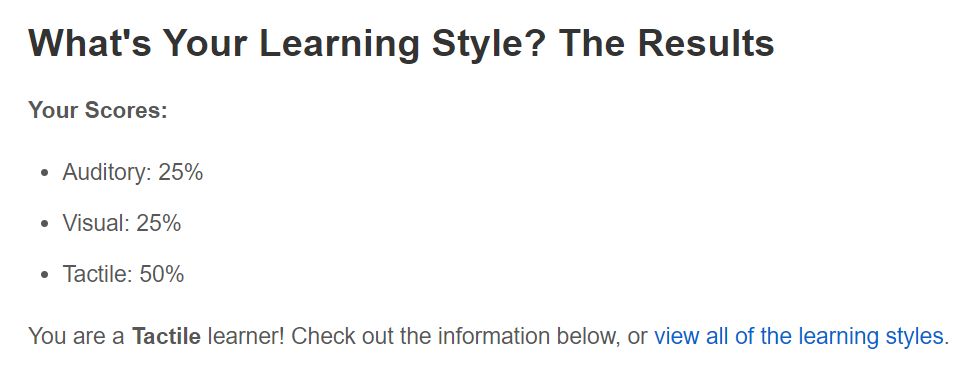 What's Your Learning Style? The Results
Your Scores:
• Auditory: 25%
• Visual: 25%
• Tactile: 50%
You are a Tactile learner! Check out the information below, or view all of the learning styles.